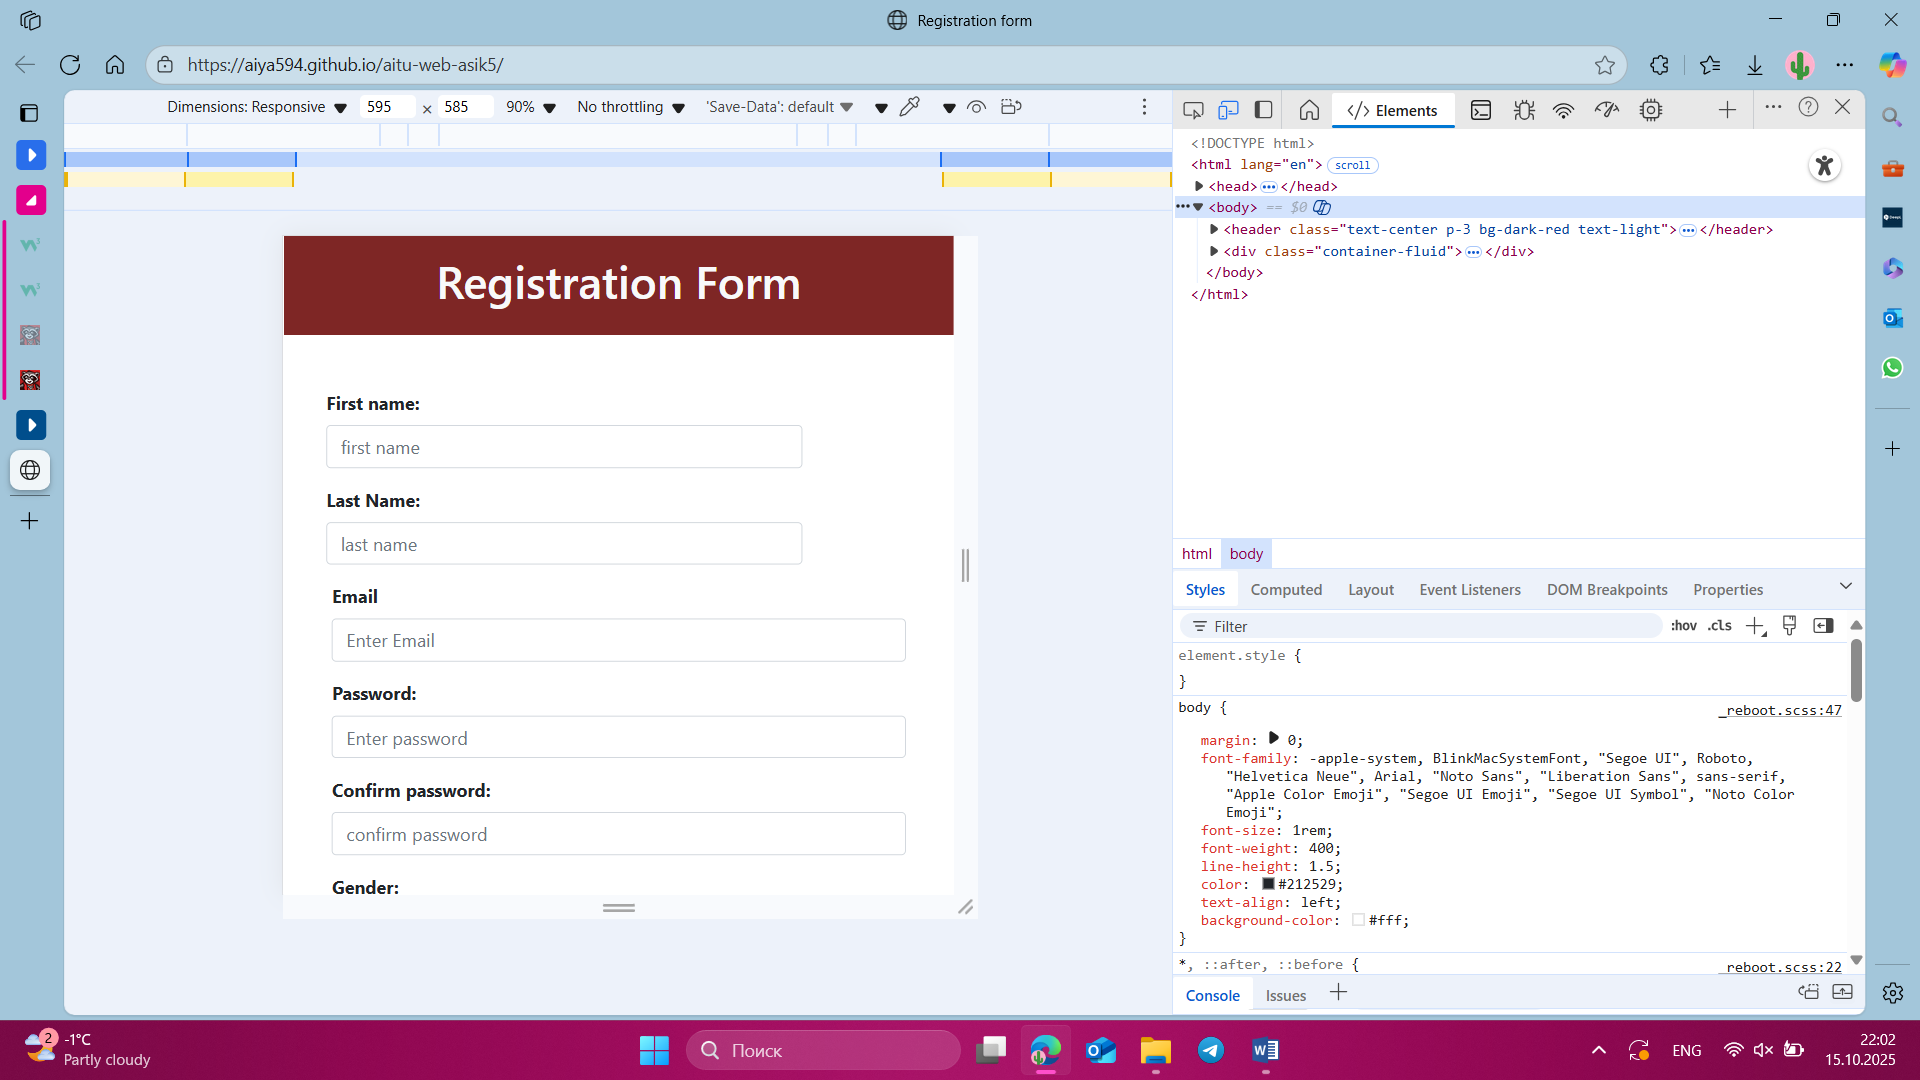 Registration form
https://aiya594.github.io/aitu-web-asik5/
Dimensions: Responsive 595 × 585 90% No throttling 'Save-Data': default
Elements
<!DOCTYPE html>
<html lang="en"> scroll
<head> ••• </head>
••• <body> == $0
<header class="text-center p-3 bg-dark-red text-light"> ••• </header>
<div class="container-fluid"> ••• </div>
</body>
</html>
Registration Form
First name:
first name
Last Name:
last name
Email
Enter Email
Password:
Enter password
Confirm password:
confirm password
Gender:
html body
Styles Computed Layout Event Listeners DOM Breakpoints Properties
Filter :hov .cls
element.style {
}
body { _reboot.scss:47
margin: 0;
font-family: -apple-system, BlinkMacSystemFont, "Segoe UI", Roboto,
"Helvetica Neue", Arial, "Noto Sans", "Liberation Sans", sans-serif,
"Apple Color Emoji", "Segoe UI Emoji", "Segoe UI Symbol", "Noto Color
Emoji";
font-size: 1rem;
font-weight: 400;
line-height: 1.5;
color: #212529;
text-align: left;
background-color: #fff;
}
*, ::after, ::before { _reboot.scss:22
Console Issues
2
-1°C
Partly cloudy
Поиск
ENG
22:02
15.10.2025